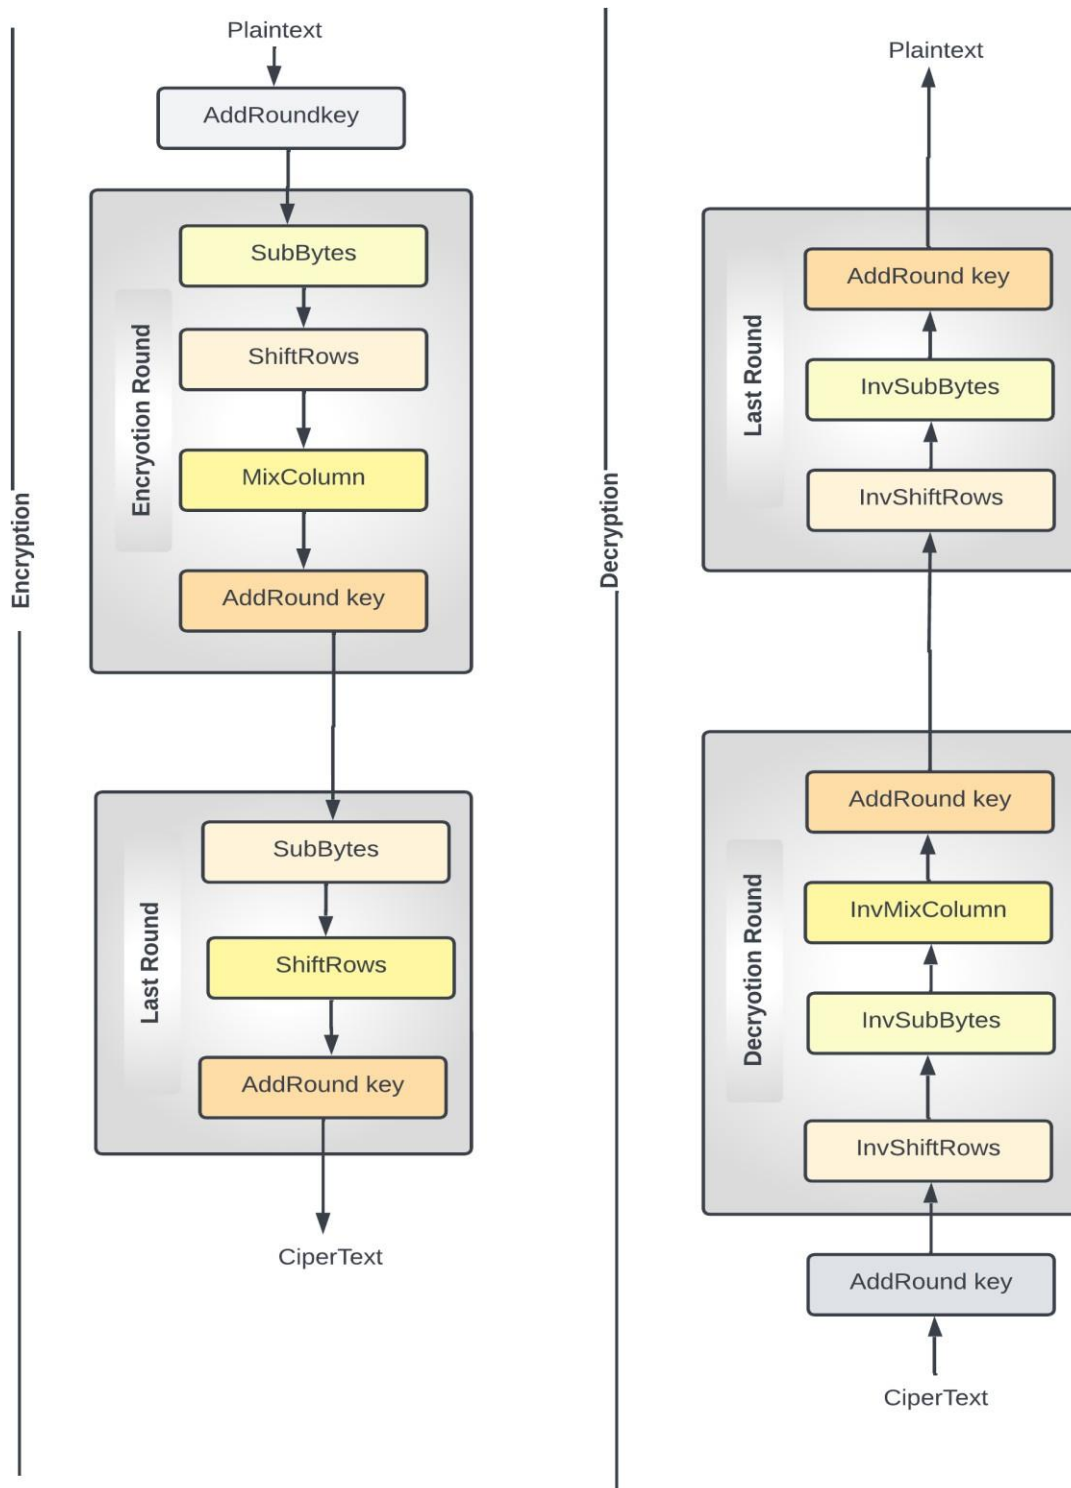 Encryption
Plaintext
AddRoundkey
Encryotion Round
SubBytes
ShiftRows
MixColumn
AddRound key
Last Round
SubBytes
ShiftRows
AddRound key
CiperText
Decryption
Plaintext
Last Round
AddRound key
InvSubBytes
InvShiftRows
Decryotion Round
AddRound key
InvMixColumn
InvSubBytes
InvShiftRows
AddRound key
CiperText